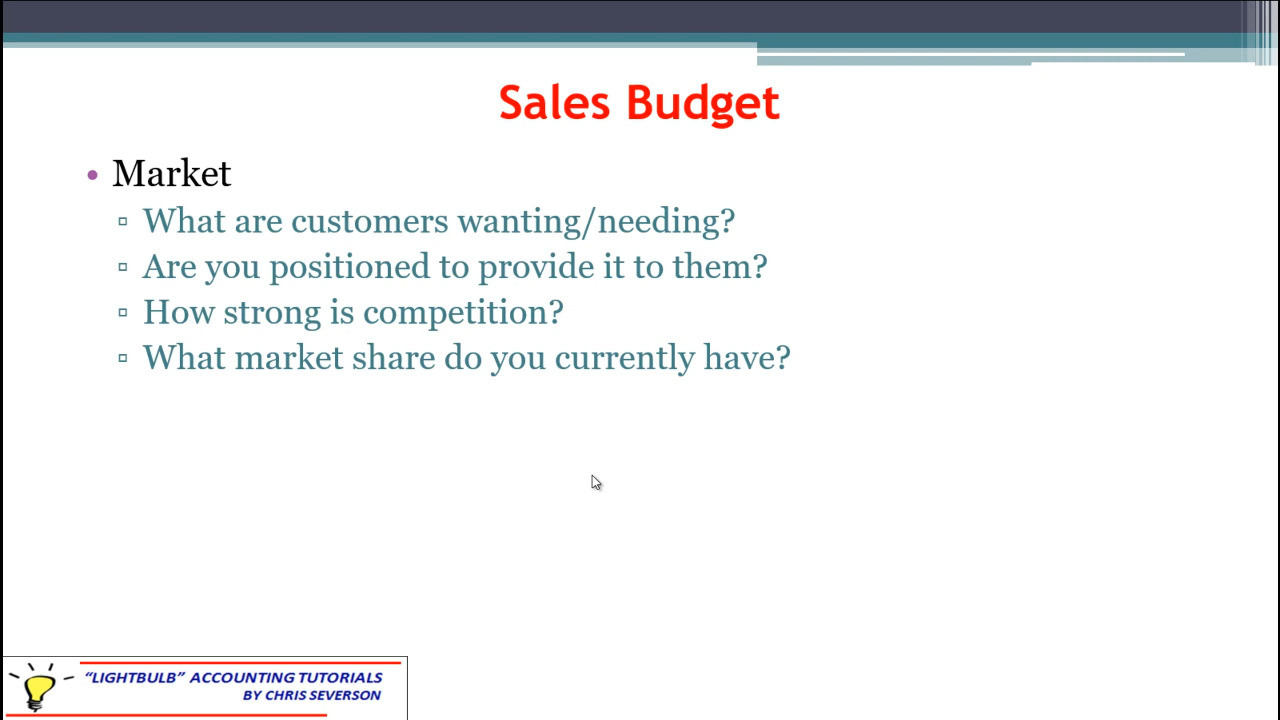 Sales Budget
• Market
▫ What are customers wanting/needing?
▫ Are you positioned to provide it to them?
▫ How strong is competition?
▫ What market share do you currently have?
"LIGHTBULB" ACCOUNTING TUTORIALS
BY CHRIS SEVERSON